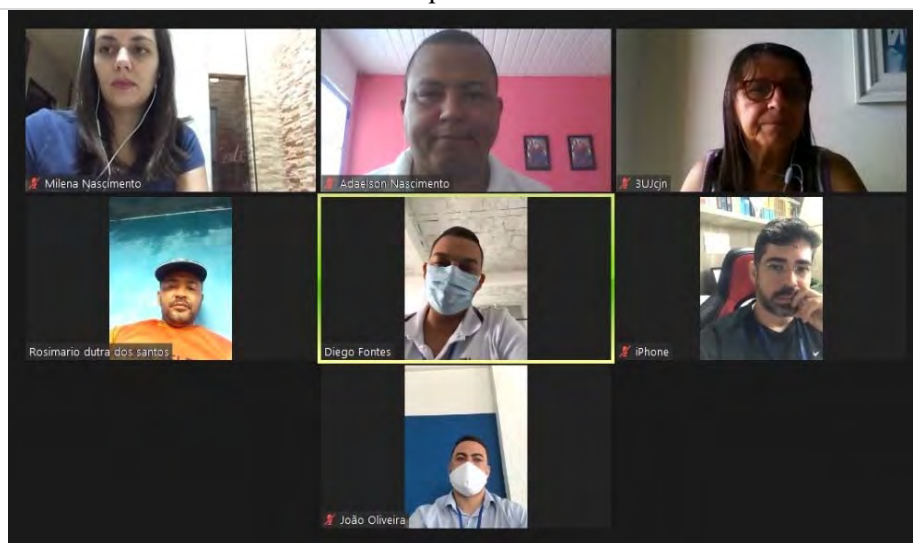 Milena Nascimento
Adaelson Nascimento
3UJcjn
Rosimario dutra dos santos
Diego Fontes
iPhone
João Oliveira